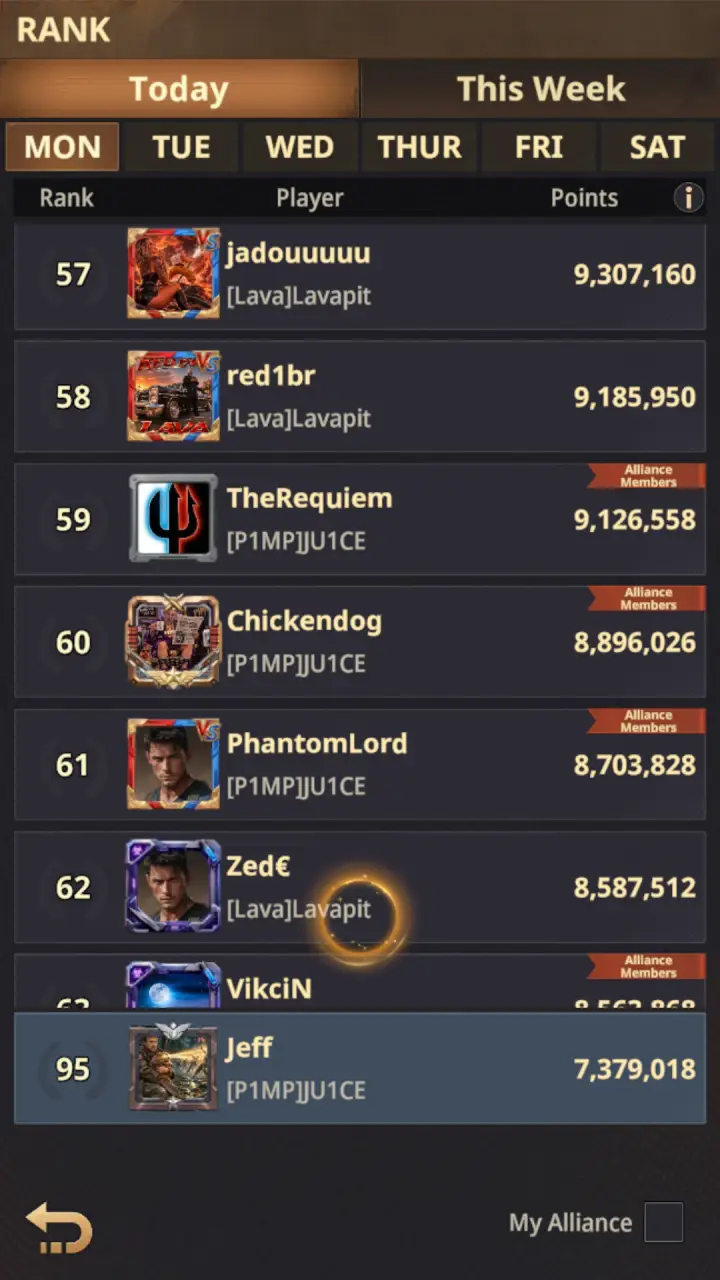 RANK
Today
This Week
MON
TUE
WED
THUR
FRI
SAT
Rank
Player
Points
57
jadouuuuu
[Lava]Lavapit
9,307,160
58
red1br
[Lava]Lavapit
9,185,950
Alliance
Members
59
TheRequiem
[P1MP]JU1CE
9,126,558
Alliance
Members
60
Chickendog
[P1MP]JU1CE
8,896,026
Alliance
Members
61
PhantomLord
[P1MP]JU1CE
8,703,828
62
Zed€
[Lava]Lavapit
8,587,512
Alliance
Members
VikciN
95
Jeff
[P1MP]JU1CE
7,379,018
My Alliance